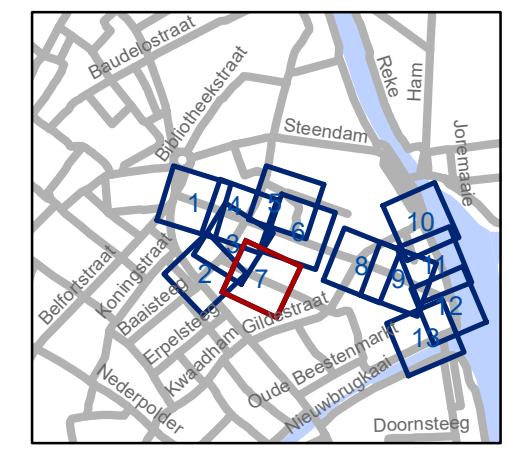 Baudelostraat
Bibliotheekstraat
Reke
Ham
Steendam
Joremaaie
1
4
5
6
3
2
7
8
9
10
11
12
13
Belfortstraat
Koningstraat
Baaisteeg
Erpelsteeg
Kwaadham
Gildestraat
Oude Beestenmarkt
Nieuwbrugkaai
Nederpolder
Doornsteeg